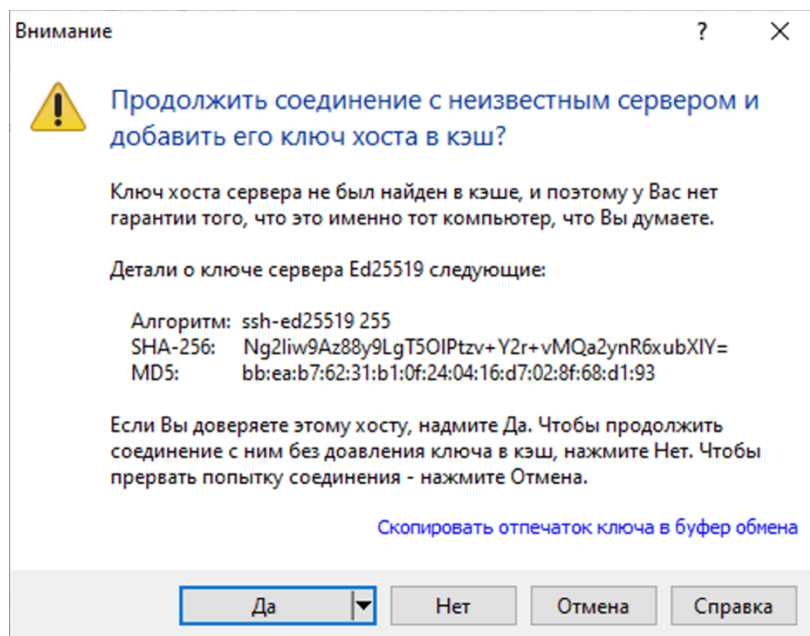 Внимание
?
Продолжить соединение с неизвестным сервером и
добавить его ключ хоста в кэш?
Ключ хоста сервера не был найден в кэше, и поэтому у Вас нет
гарантии того, что это именно тот компьютер, что Вы думаете.
Детали о ключе сервера Ed25519 следующие:
Алгоритм: ssh-ed25519 255
SHA-256: Ng2Iiw9Az88y9LgT5OIPtzv+Y2r+vMQa2ynR6xubXIY=
MD5: bb:ea:b7:62:31:b1:0f:24:04:16:d7:02:8f:68:d1:93
Если Вы доверяете этому хосту, надмите Да. Чтобы продолжить
соединение с ним без доавления ключа в кэш, нажмите Нет. Чтобы
прервать попытку соединения - нажмите Отмена.
Скопировать отпечаток ключа в буфер обмена
Да Нет Отмена Справка